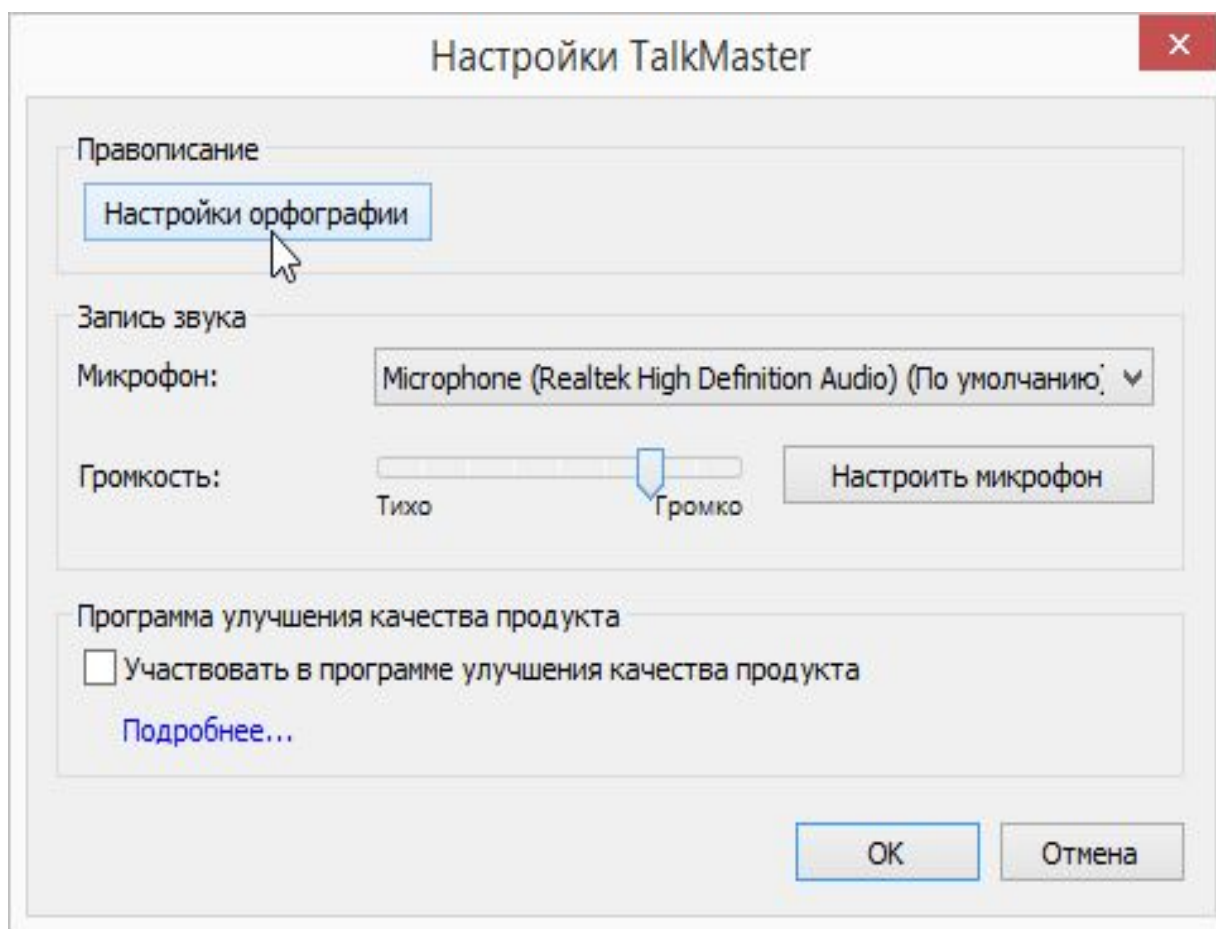 Настройки TalkMaster
Правописание
Настройки орфографии
Запись звука
Микрофон:
Microphone (Realtek High Definition Audio) (По умолчанию)
Громкость:
Тихо
Громко
Настроить микрофон
Программа улучшения качества продукта
Участвовать в программе улучшения качества продукта
Подробнее...
OK
Отмена